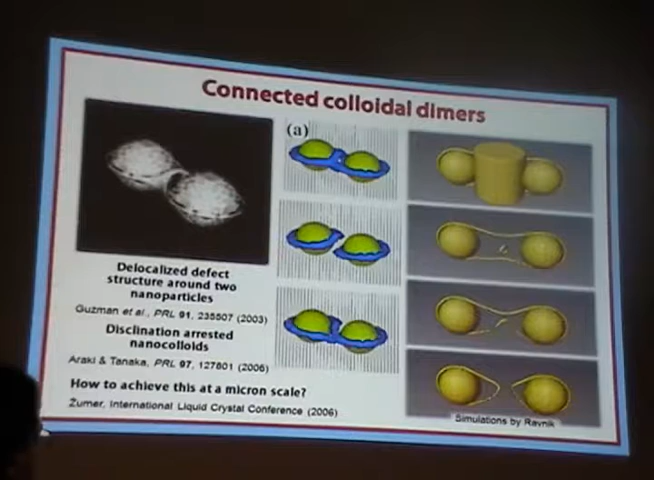 Connected colloidal dimers
(a)
Delocalized defect
structure around two
nanoparticles
Guzman et al., PRL 91, 235507 (2003)
Disclination arrested
nanocolloids
Araki & Tanaka, PRL 97, 127801 (2006)
How to achieve this at a micron scale?
Žumer, International Liquid Crystal Conference (2006)
Simulations by Ravnik